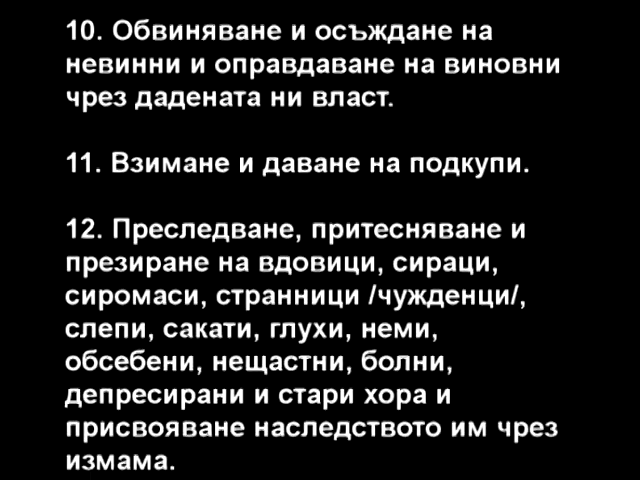 10. Обвиняване и осъждане на
невинни и оправдаване на виновни
чрез дадената ни власт.
11. Взимане и даване на подкупи.
12. Преследване, притесняване и
презиране на вдовици, сираци,
сиромаси, странници /чужденци/,
слепи, сакати, глухи, неми,
обсебени, нещастни, болни,
депресирани и стари хора и
присвояване наследството им чрез
измама.